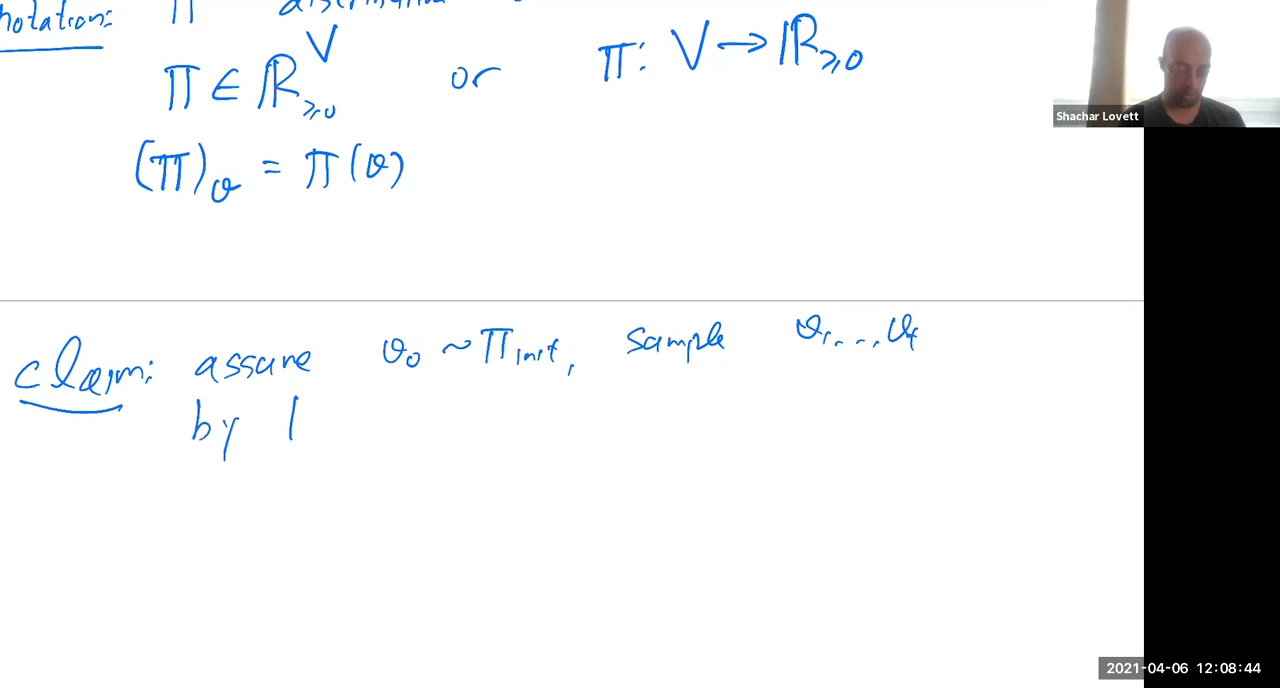 notation: π distribution
π ∈ ℝ^V_{≥0} or π: V → ℝ_{≥0}
(π)_v = π(v)
Shachar Lovett
claim: assume v_0 ~ π_init, sample v_1,...,v_t
by
2021-04-06 12:08:44